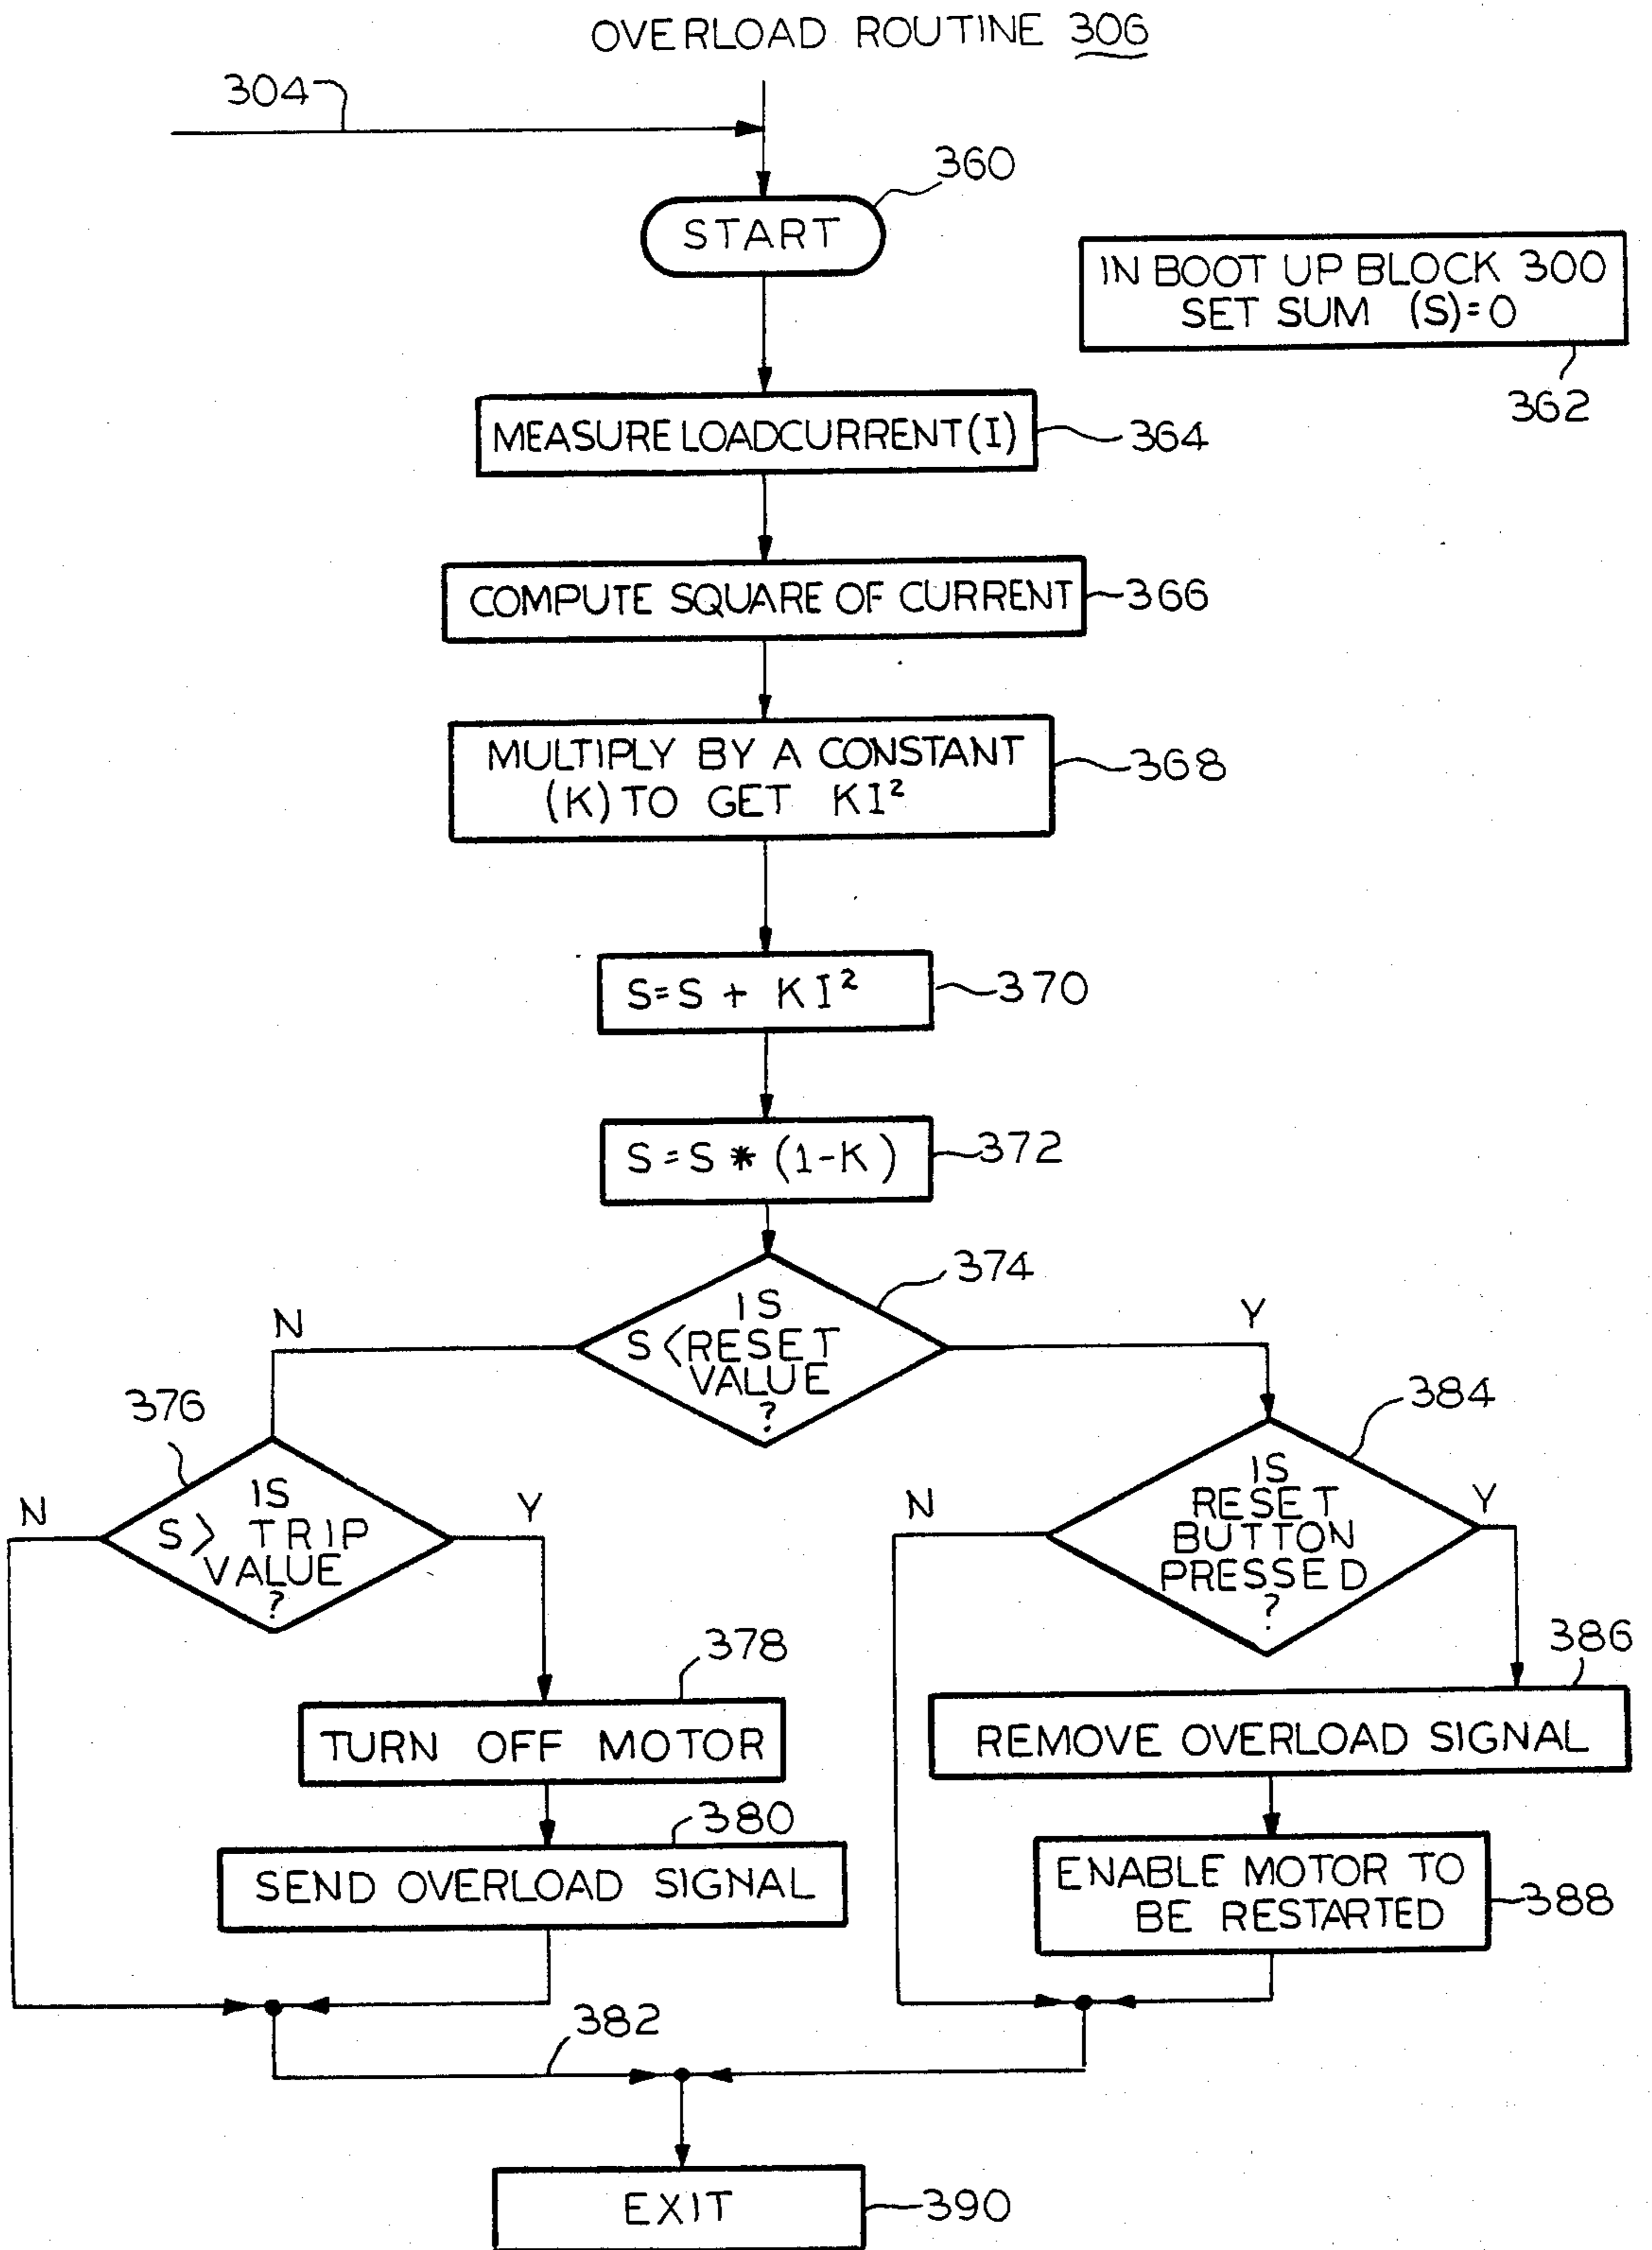 OVERLOAD ROUTINE 306
304
360
START
IN BOOT UP BLOCK 300
SET SUM (S)=0
362
MEASURE LOADCURRENT(I)
364
COMPUTE SQUARE OF CURRENT
366
MULTIPLY BY A CONSTANT
(K) TO GET KI²
368
S=S + KI²
370
S=S * (1-K)
372
374
IS
S<RESET
VALUE
?
N
Y
376
384
IS
S> TRIP
VALUE
?
N
Y
IS
RESET
BUTTON
PRESSED
?
N
Y
378
386
TURN OFF MOTOR
REMOVE OVERLOAD SIGNAL
380
SEND OVERLOAD SIGNAL
ENABLE MOTOR TO
BE RESTARTED
388
382
EXIT
390